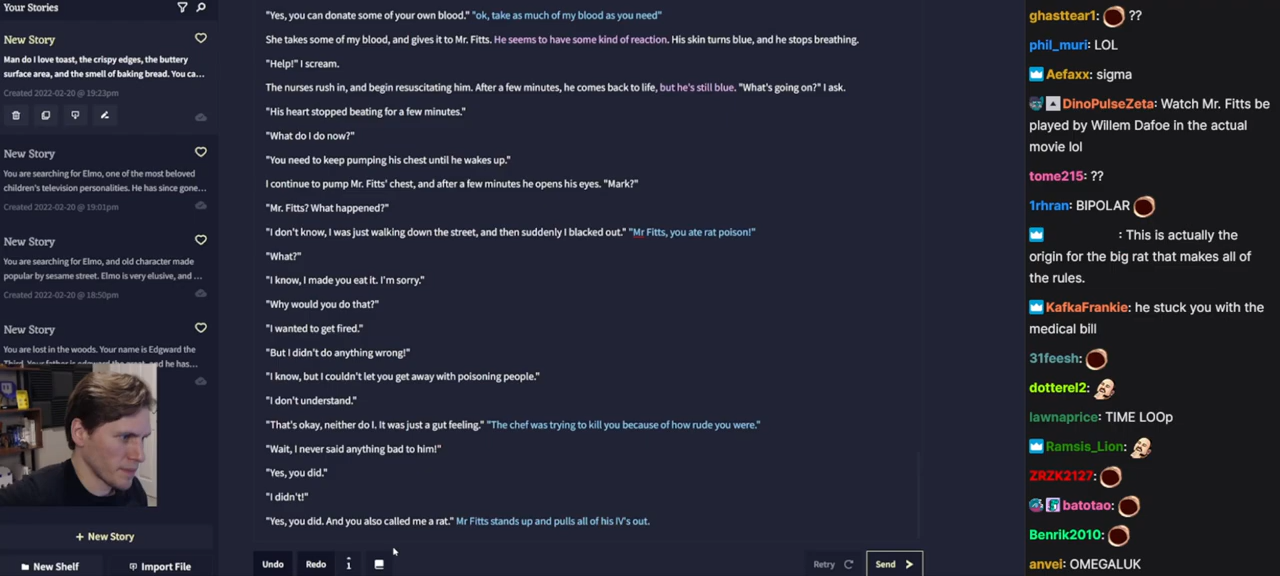 Your Stories
New Story
Man do I love toast, the crispy edges, the buttery
surface area, and the smell of baking bread. You ca...
Created 2022-02-20 @ 19:23pm
New Story
You are searching for Elmo, one of the most beloved
children's television personalities. He has since gone...
Created 2022-02-20 @ 19:01pm
New Story
You are searching for Elmo, and old character made
popular by sesame street. Elmo is very elusive, and ...
Created 2022-02-20 @ 18:50pm
New Story
You are lost in the woods. Your name is Edgward the
Third. Your father is edgward the great, and he has...
+ New Story
New Shelf
Import File
"Yes, you can donate some of your own blood." "ok, take as much of my blood as you need"
She takes some of my blood, and gives it to Mr. Fitts. He seems to have some kind of reaction. His skin turns blue, and he stops breathing.
"Help!" I scream.
The nurses rush in, and begin resuscitating him. After a few minutes, he comes back to life, but he's still blue. "What's going on?" I ask.
"His heart stopped beating for a few minutes."
"What do I do now?"
"You need to keep pumping his chest until he wakes up."
I continue to pump Mr. Fitts' chest, and after a few minutes he opens his eyes. "Mark?"
"Mr. Fitts? What happened?"
"I don't know, I was just walking down the street, and then suddenly I blacked out." "Mr Fitts, you ate rat poison!"
"What?"
"I know, I made you eat it. I'm sorry."
"Why would you do that?"
"I wanted to get fired."
"But I didn't do anything wrong!"
"I know, but I couldn't let you get away with poisoning people."
"I don't understand."
"That's okay, neither do I. It was just a gut feeling." "The chef was trying to kill you because of how rude you were."
"Wait, I never said anything bad to him!"
"Yes, you did."
"I didn't!"
"Yes, you did. And you also called me a rat." Mr Fitts stands up and pulls all of his IV's out.
Undo
Redo
Retry
Send
ghasttear1: ??
phil_muri: LOL
Aefaxx: sigma
DinoPulseZeta: Watch Mr. Fitts be
played by Willem Dafoe in the actual
movie lol
tome215: ??
1rhran: BIPOLAR
: This is actually the
origin for the big rat that makes all of
the rules.
KafkaFrankie: he stuck you with the
medical bill
31feesh:
dotterel2:
lawnaprice: TIME LOOp
Ramsis_Lion:
ZRZK2127:
batotao:
Benrik2010:
anvei: OMEGALUK